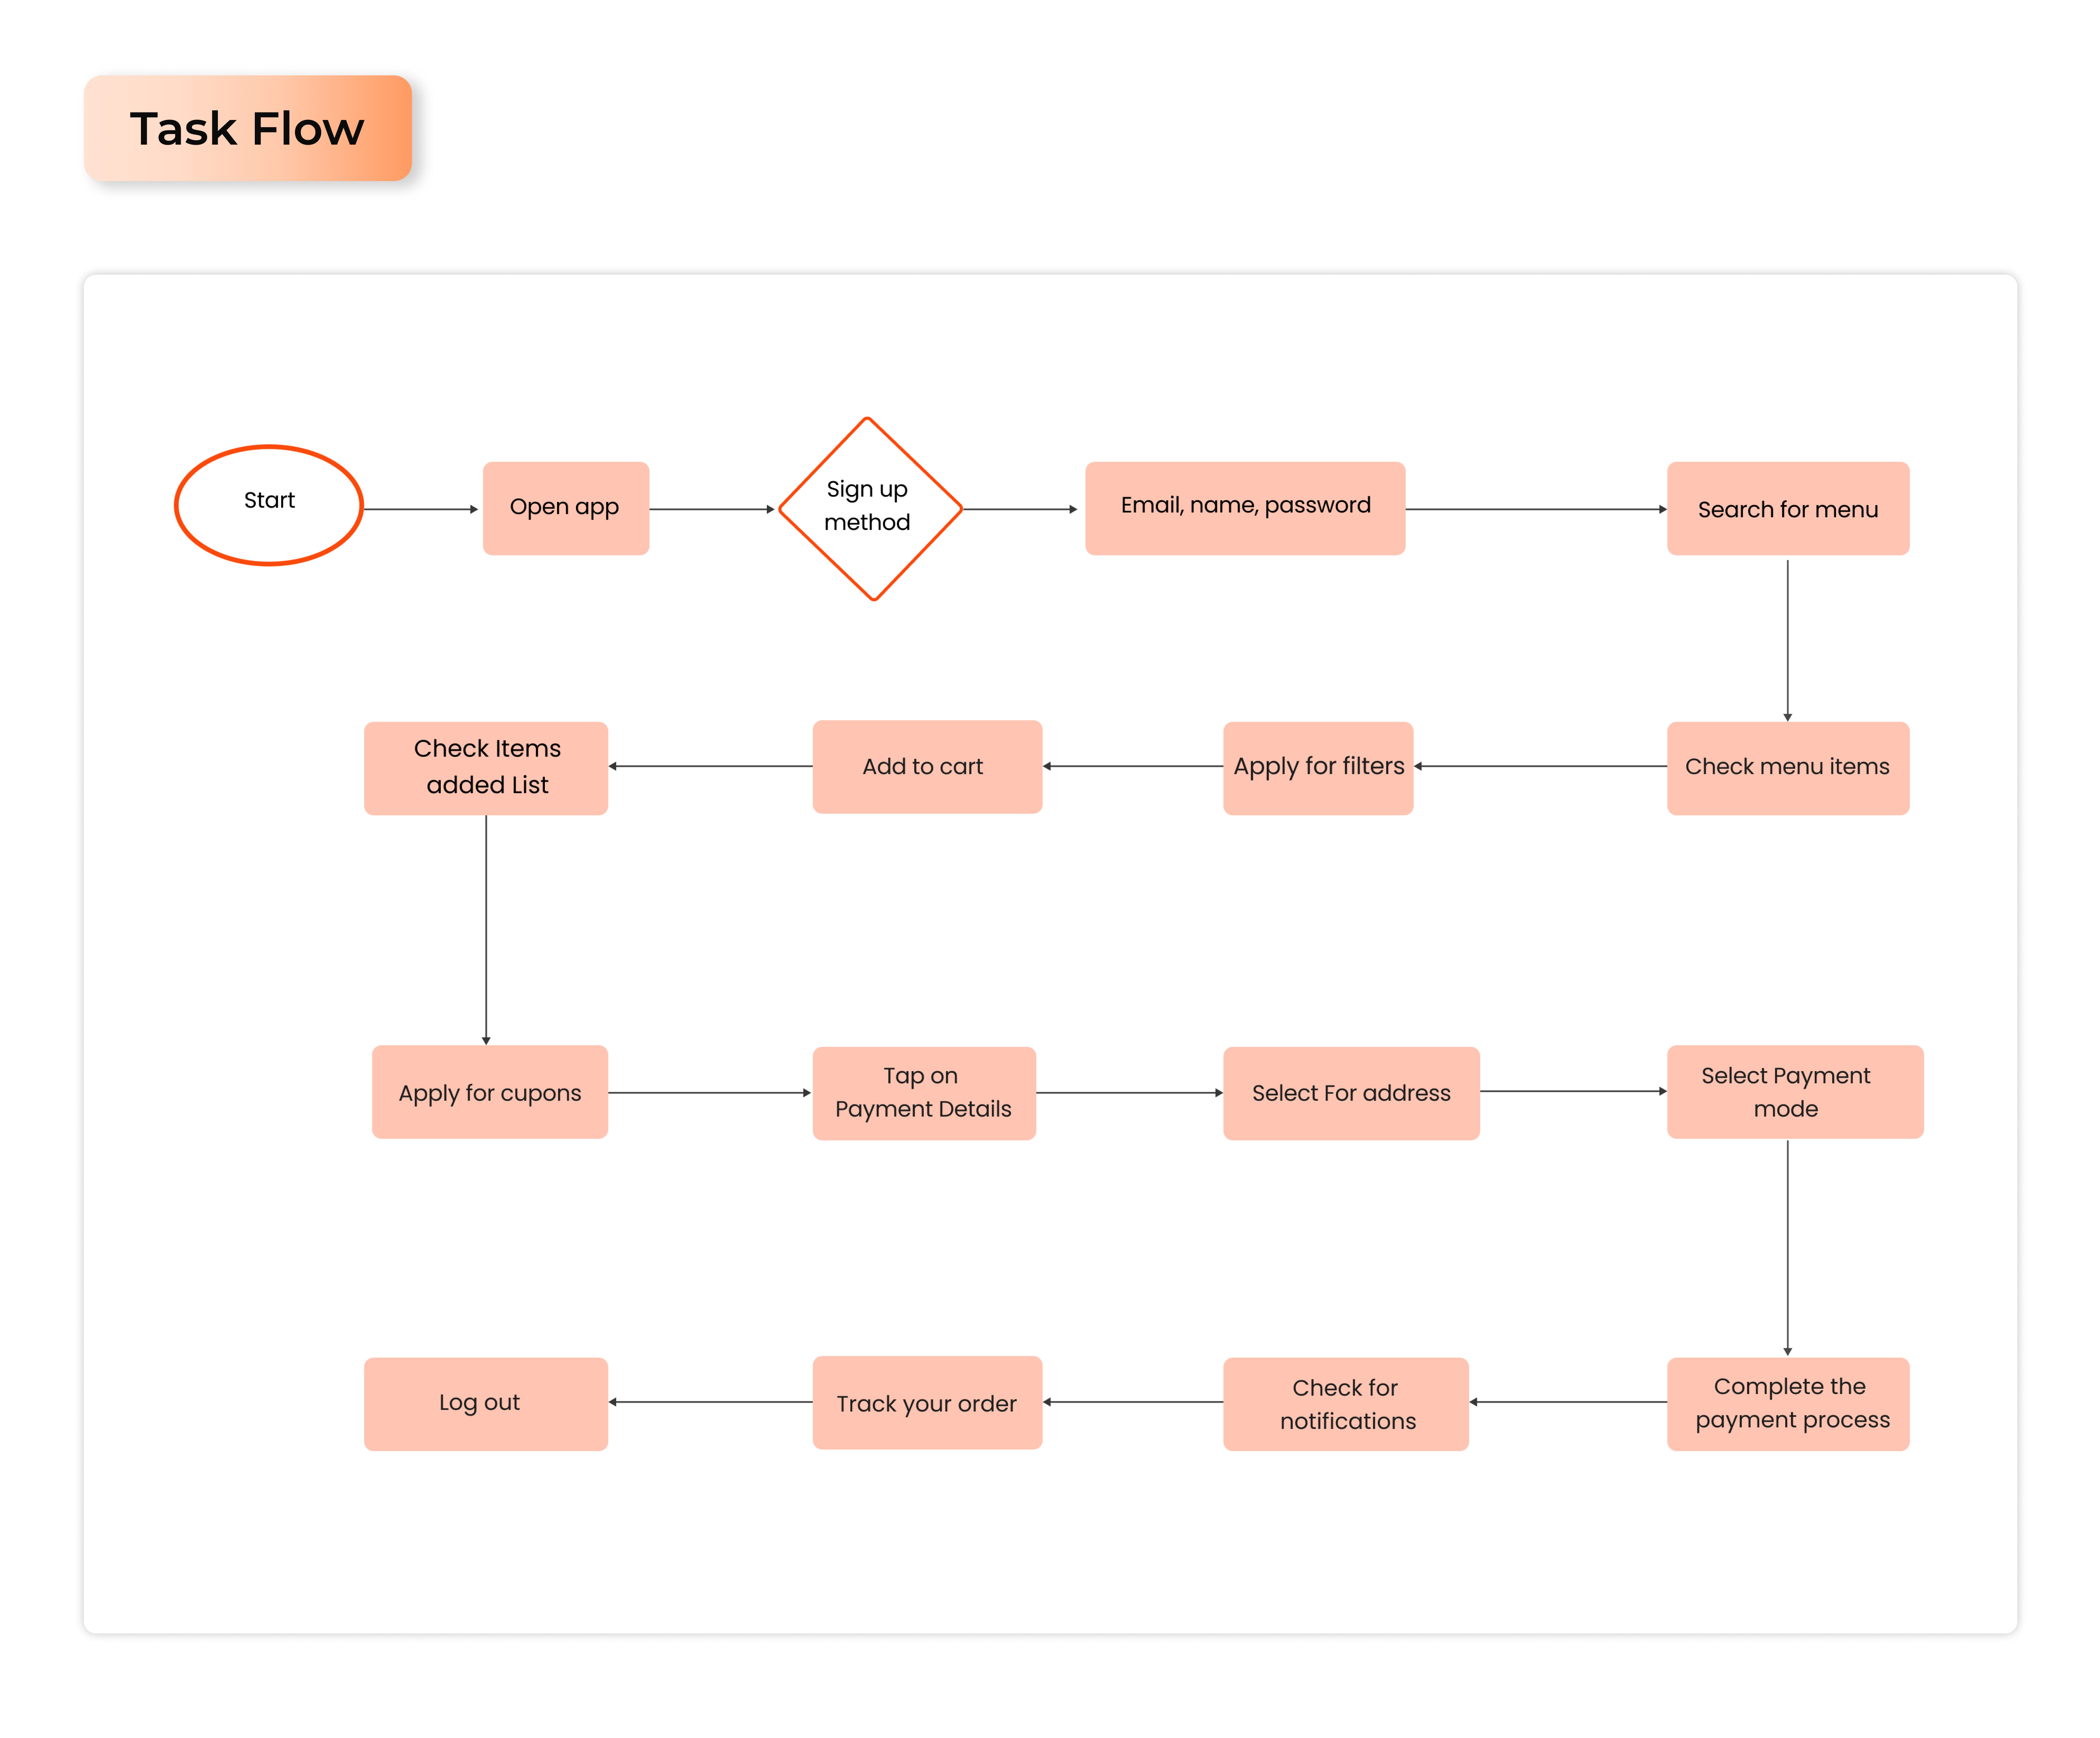 Task Flow
Start
Open app
Sign up
method
Email, name, password
Search for menu
Check Items
added List
Add to cart
Apply for filters
Check menu items
Apply for cupons
Tap on
Payment Details
Select For address
Select Payment
mode
Log out
Track your order
Check for
notifications
Complete the
payment process